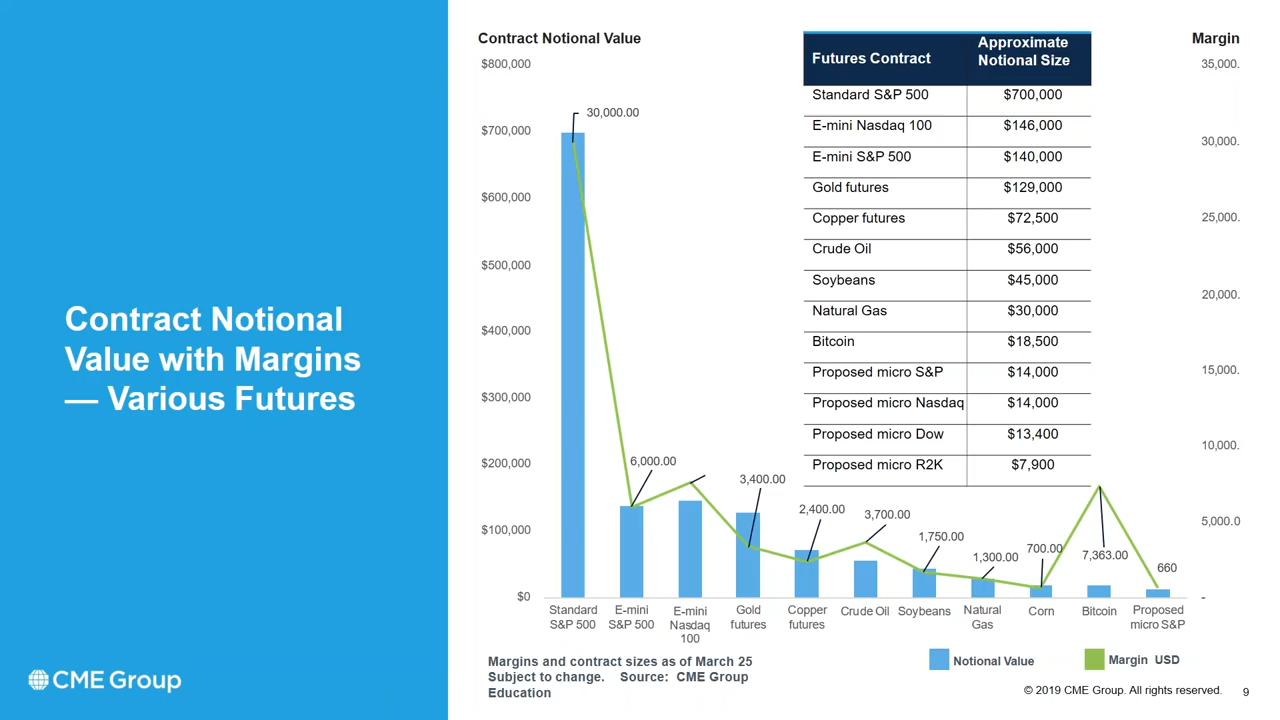 Contract Notional
Value with Margins
— Various Futures
CME Group
Contract Notional Value
Margin
$800,000
$700,000
$600,000
$500,000
$400,000
$300,000
$200,000
$100,000
$0
35,000.
30,000.
25,000.
20,000.
15,000.
10,000.
5,000.0
-
30,000.00
6,000.00
3,400.00
2,400.00
3,700.00
1,750.00
1,300.00
700.00
7,363.00
660
Futures Contract
Approximate
Notional Size
Standard S&P 500 $700,000
E-mini Nasdaq 100 $146,000
E-mini S&P 500 $140,000
Gold futures $129,000
Copper futures $72,500
Crude Oil $56,000
Soybeans $45,000
Natural Gas $30,000
Bitcoin $18,500
Proposed micro S&P $14,000
Proposed micro Nasdaq $14,000
Proposed micro Dow $13,400
Proposed micro R2K $7,900
Standard
S&P 500
E-mini
S&P 500
E-mini
Nasdaq
100
Gold
futures
Copper
futures
Crude Oil
Soybeans
Natural
Gas
Corn
Bitcoin
Proposed
micro S&P
Margins and contract sizes as of March 25
Subject to change. Source: CME Group
Education
Notional Value
Margin USD
© 2019 CME Group. All rights reserved. 9